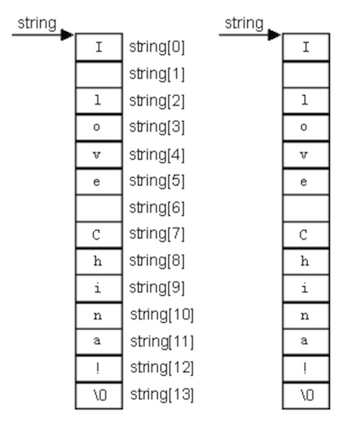 string string
I string[0] I
string[1]
l string[2] l
o string[3] o
v string[4] v
e string[5] e
string[6]
C string[7] C
h string[8] h
i string[9] i
n string[10] n
a string[11] a
! string[12] !
\0 string[13] \0